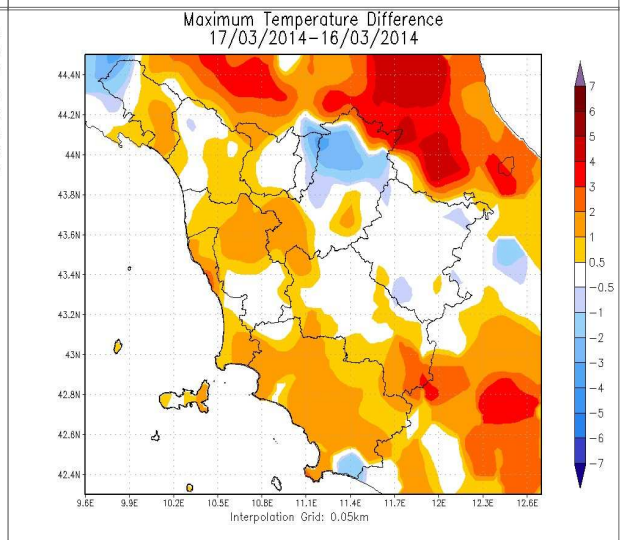 Maximum Temperature Difference
17/03/2014-16/03/2014
44.4N
44.2N
44N
43.8N
43.6N
43.4N
43.2N
43N
42.8N
42.6N
42.4N
9.6E 9.9E 10.2E 10.5E 10.8E 11.1E 11.4E 11.7E 12E 12.3E 12.6E
Interpolation Grid: 0.05km
7
6
5
4
3
2
1
0.5
-0.5
-1
-2
-3
-4
-5
-6
-7